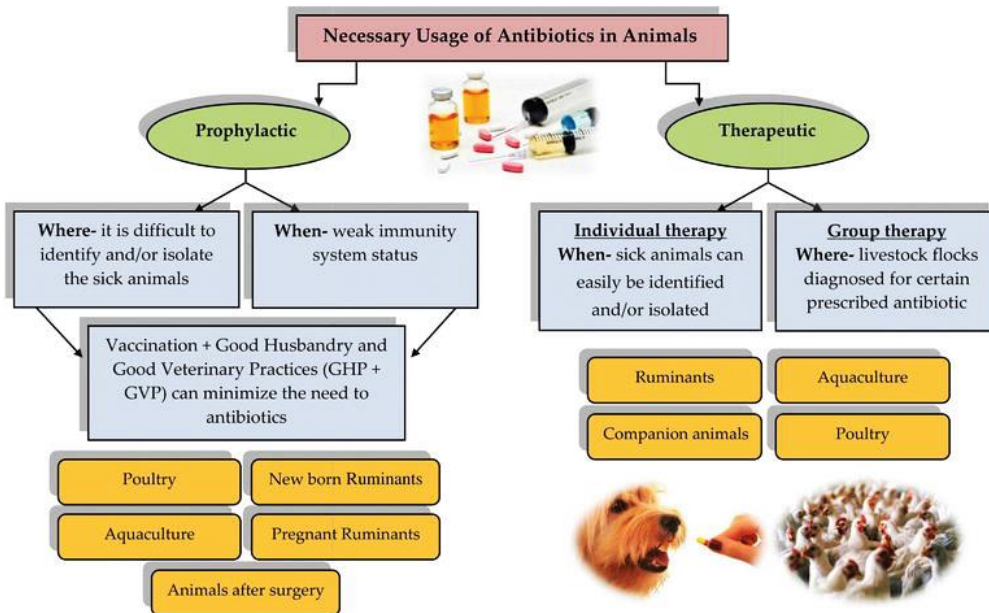 Necessary Usage of Antibiotics in Animals
Prophylactic
Therapeutic
Where- it is difficult to
identify and/or isolate
the sick animals
When- weak immunity
system status
Individual therapy
When- sick animals can
easily be identified
and/or isolated
Group therapy
Where- livestock flocks
diagnosed for certain
prescribed antibiotic
Vaccination + Good Husbandry and
Good Veterinary Practices (GHP +
GVP) can minimize the need to
antibiotics
Ruminants
Aquaculture
Companion animals
Poultry
Poultry
New born Ruminants
Aquaculture
Pregnant Ruminants
Animals after surgery